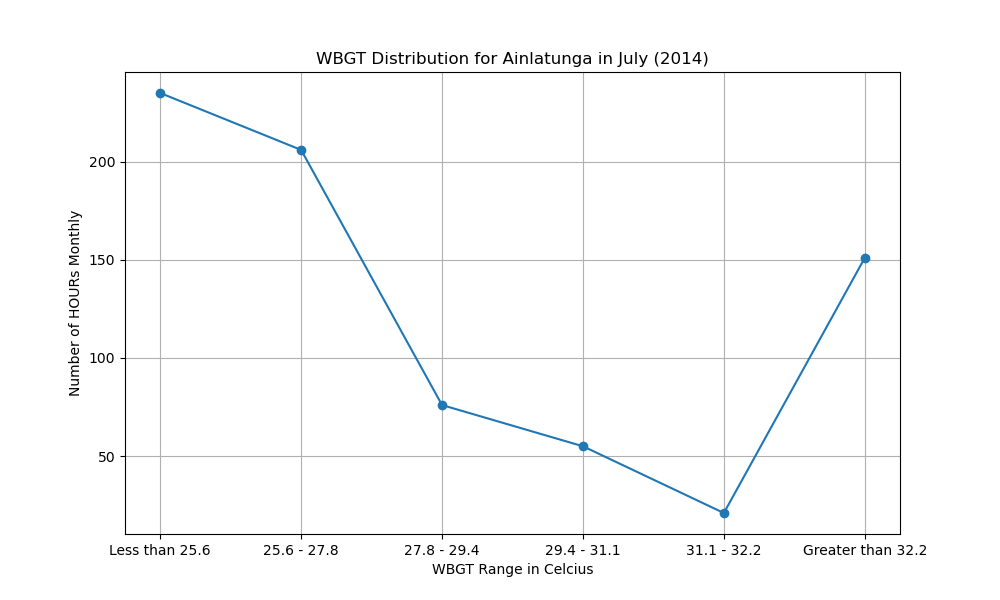 WBGT Distribution for Ainlatunga in July (2014)
Number of HOURs Monthly
200
150
100
50
Less than 25.6
25.6 - 27.8
27.8 - 29.4
29.4 - 31.1
31.1 - 32.2
Greater than 32.2
WBGT Range in Celcius